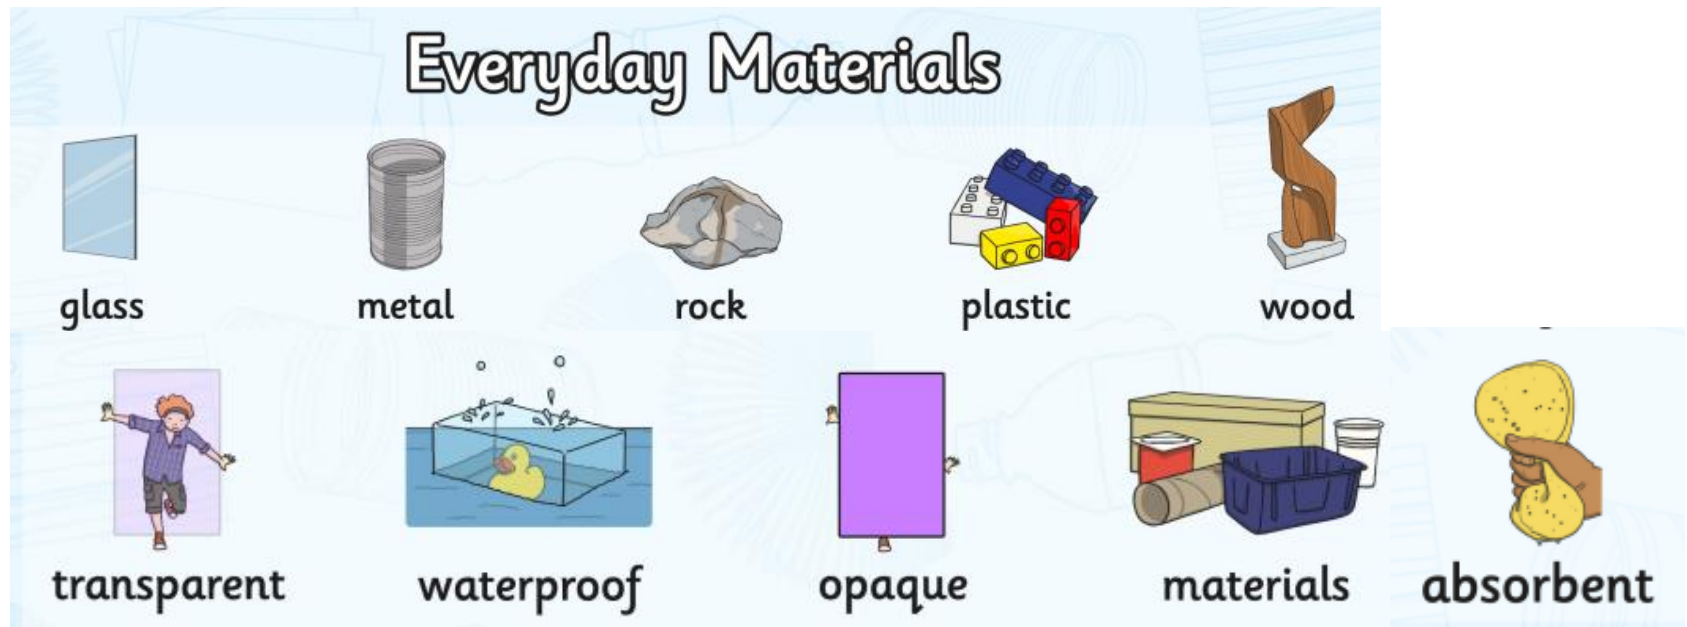 Everyday Materials
glass metal rock plastic wood
transparent waterproof opaque materials absorbent